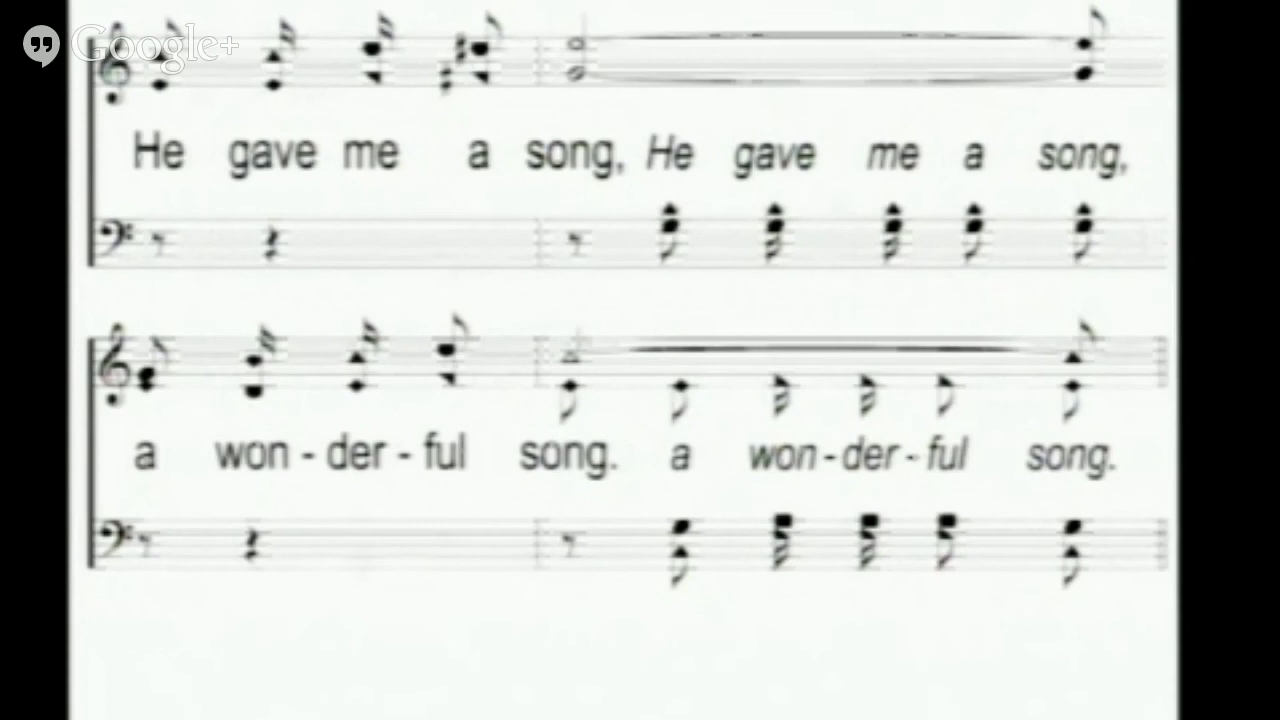 Google+
He gave me a song, He gave me a song,
a won - der - ful song. a won - der - ful song.